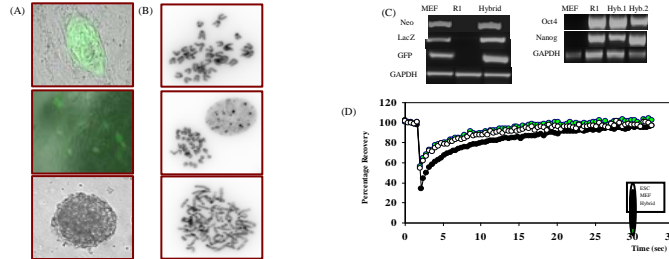 (A)
(B)
(C)
MEF R1 Hybrid
Neo
LacZ
GFP
GAPDH
MEF R1 Hyb.1 Hyb.2
Oct4
Nanog
GAPDH
(D)
Percentage Recovery
120
100
80
60
40
20
0
0 5 10 15 20 25 30 3
Time (sec)
ESC
MEF
Hybrid